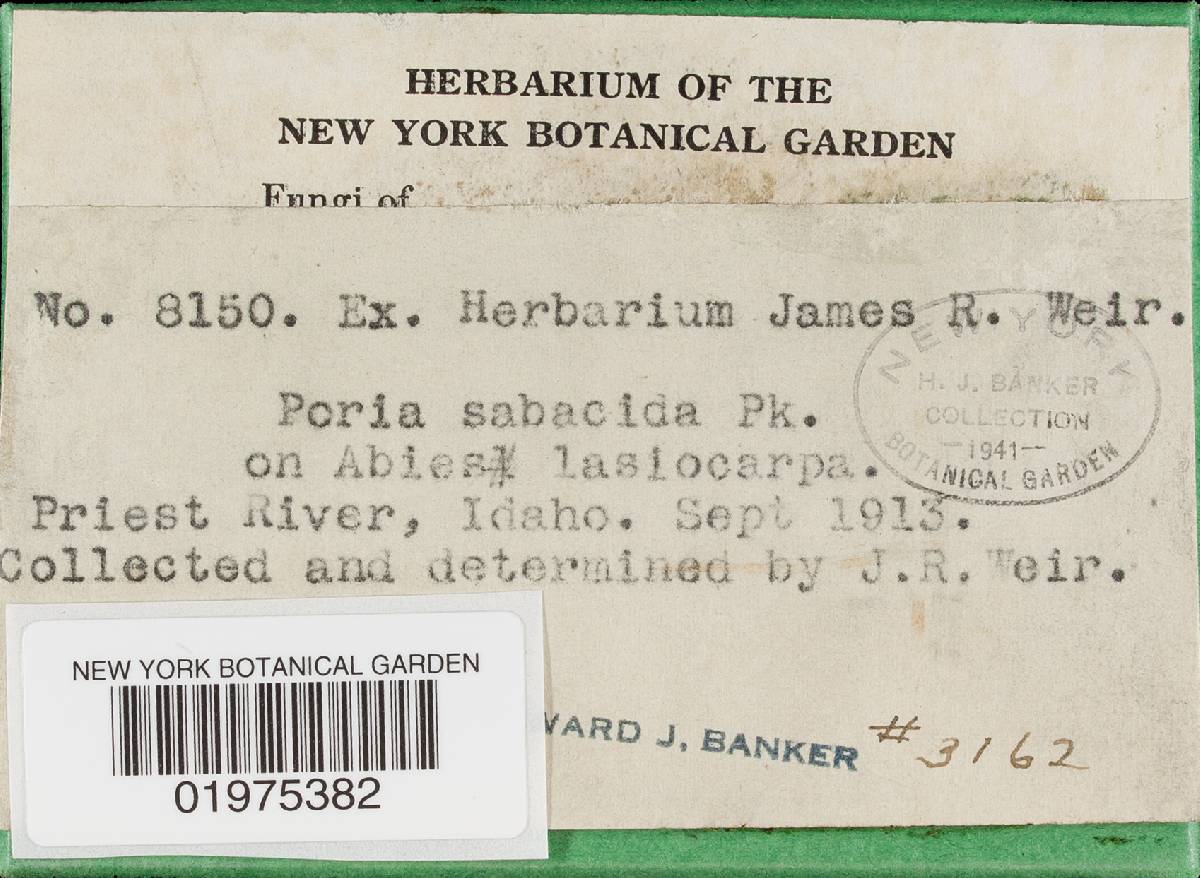 HERBARIUM OF THE
NEW YORK BOTANICAL GARDEN
Fungi of
No. 8150. Ex. Herbarium James R. Weir.
Poria sabacida Pk.
on Abies lasiocarpa.
Priest River, Idaho. Sept 1913.
Collected and determined by J.R. Weir.
NEW YORK
H. J. BANKER
COLLECTION
—1941—
BOTANICAL GARDEN
WARD J. BANKER # 3162
NEW YORK BOTANICAL GARDEN
01975382